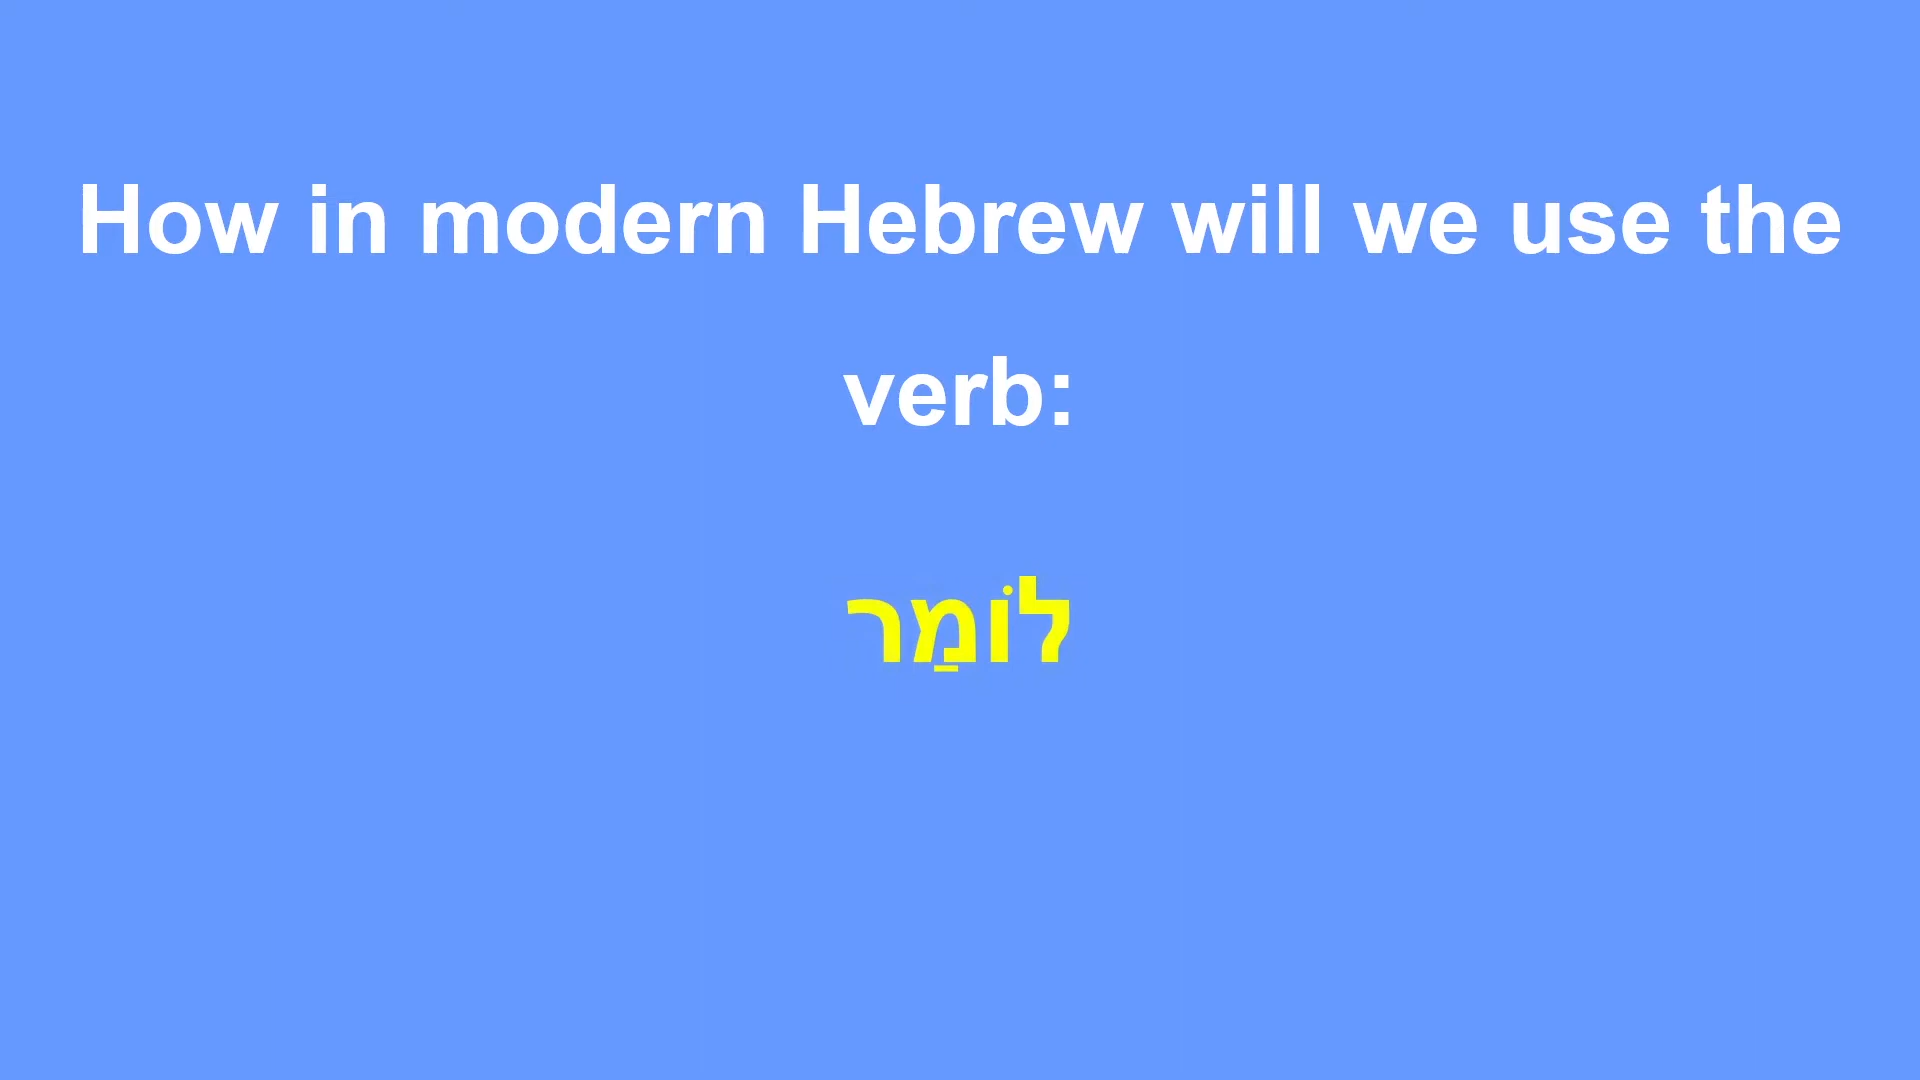 How in modern Hebrew will we use the
verb:
לוֹמַר